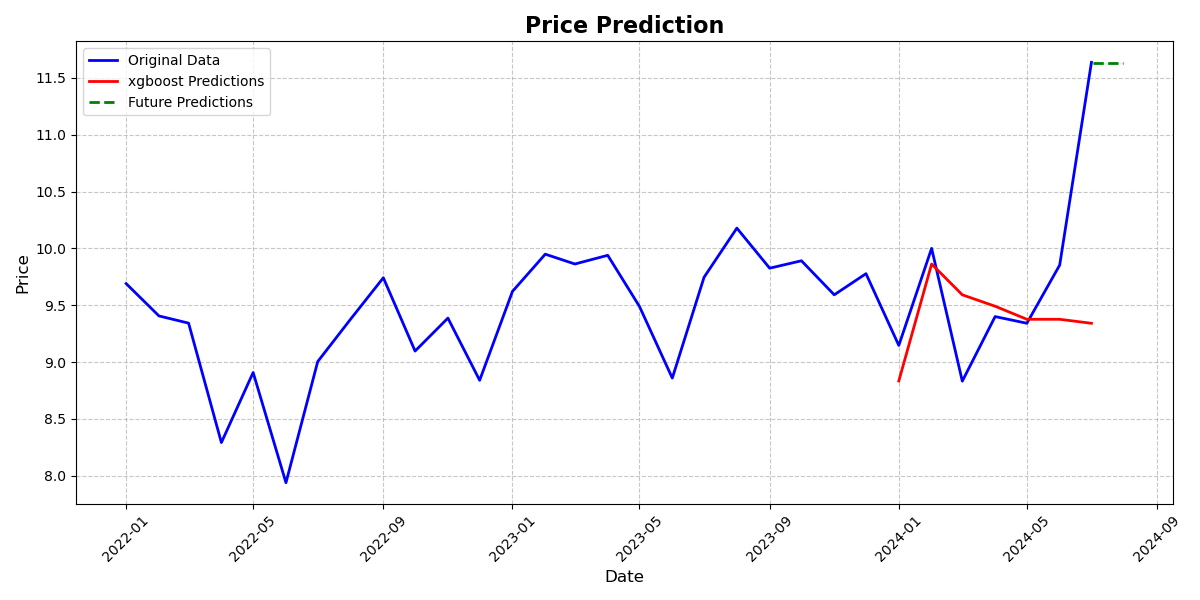 Price Prediction
Original Data
xgboost Predictions
Future Predictions
Price
11.5
11.0
10.5
10.0
9.5
9.0
8.5
8.0
2022-01
2022-05
2022-09
2023-01
2023-05
2023-09
2024-01
2024-05
2024-09
Date